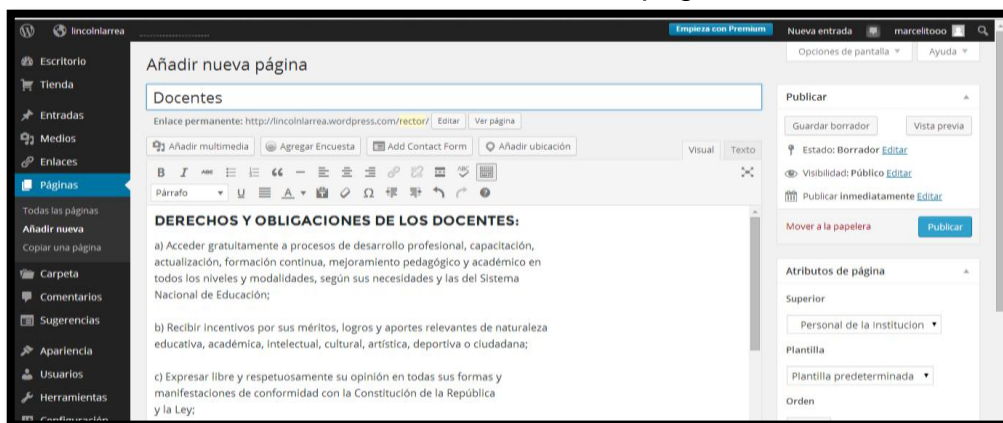 lincolnlarrea
Empieza con Premium
Nueva entrada
marcelitooo
Escritorio
Tienda
Entradas
Medios
Enlaces
Páginas
Todas las páginas
Añadir nueva
Copiar una página
Carpeta
Comentarios
Sugerencias
Apariencia
Usuarios
Herramientas
Configuración
Opciones de pantalla
Ayuda
Añadir nueva página
Docentes
Enlace permanente: http://lincolnlarrea.wordpress.com/rector/ Editar Ver página
Añadir multimedia Agregar Encuesta Add Contact Form Añadir ubicación
Visual Texto
Párrafo
DERECHOS Y OBLIGACIONES DE LOS DOCENTES:
a) Acceder gratuitamente a procesos de desarrollo profesional, capacitación,
actualización, formación continua, mejoramiento pedagógico y académico en
todos los niveles y modalidades, según sus necesidades y las del Sistema
Nacional de Educación;
b) Recibir incentivos por sus méritos, logros y aportes relevantes de naturaleza
educativa, académica, intelectual, cultural, artística, deportiva o ciudadana;
c) Expresar libre y respetuosamente su opinión en todas sus formas y
manifestaciones de conformidad con la Constitución de la República
y la Ley;
Publicar
Guardar borrador Vista previa
Estado: Borrador Editar
Visibilidad: Público Editar
Publicar inmediatamente Editar
Mover a la papelera Publicar
Atributos de página
Superior
Personal de la Institucion
Plantilla
Plantilla predeterminada
Orden